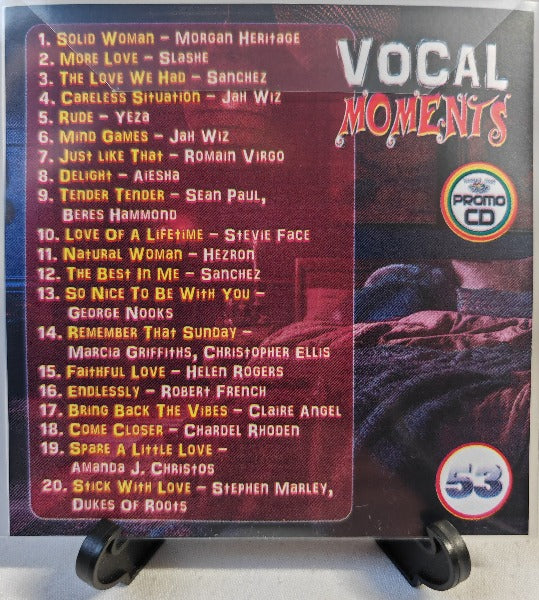 1. Solid Woman – Morgan Heritage
2. More Love – Slashe
3. The Love We Had – Sanchez
4. Careless Situation – Jah Wiz
5. Rude – Yeza
6. Mind Games – Jah Wiz
7. Just Like That – Romain Virgo
8. Delight – Aiesha
9. Tender Tender – Sean Paul,
Beres Hammond
10. Love Of A Lifetime – Stevie Face
11. Natural Woman – Hezron
12. The Best In Me – Sanchez
13. So Nice To Be With You –
George Nooks
14. Remember That Sunday –
Marcia Griffiths, Christopher Ellis
15. Faithful Love – Helen Rogers
16. Endlessly – Robert French
17. Bring Back The Vibes – Claire Angel
18. Come Closer – Chardel Rhoden
19. Spare A Little Love –
Amanda J. Christos
20. Stick With Love – Stephen Marley,
Dukes Of Roots
VOCAL
MOMENTS
PROMO
CD
53